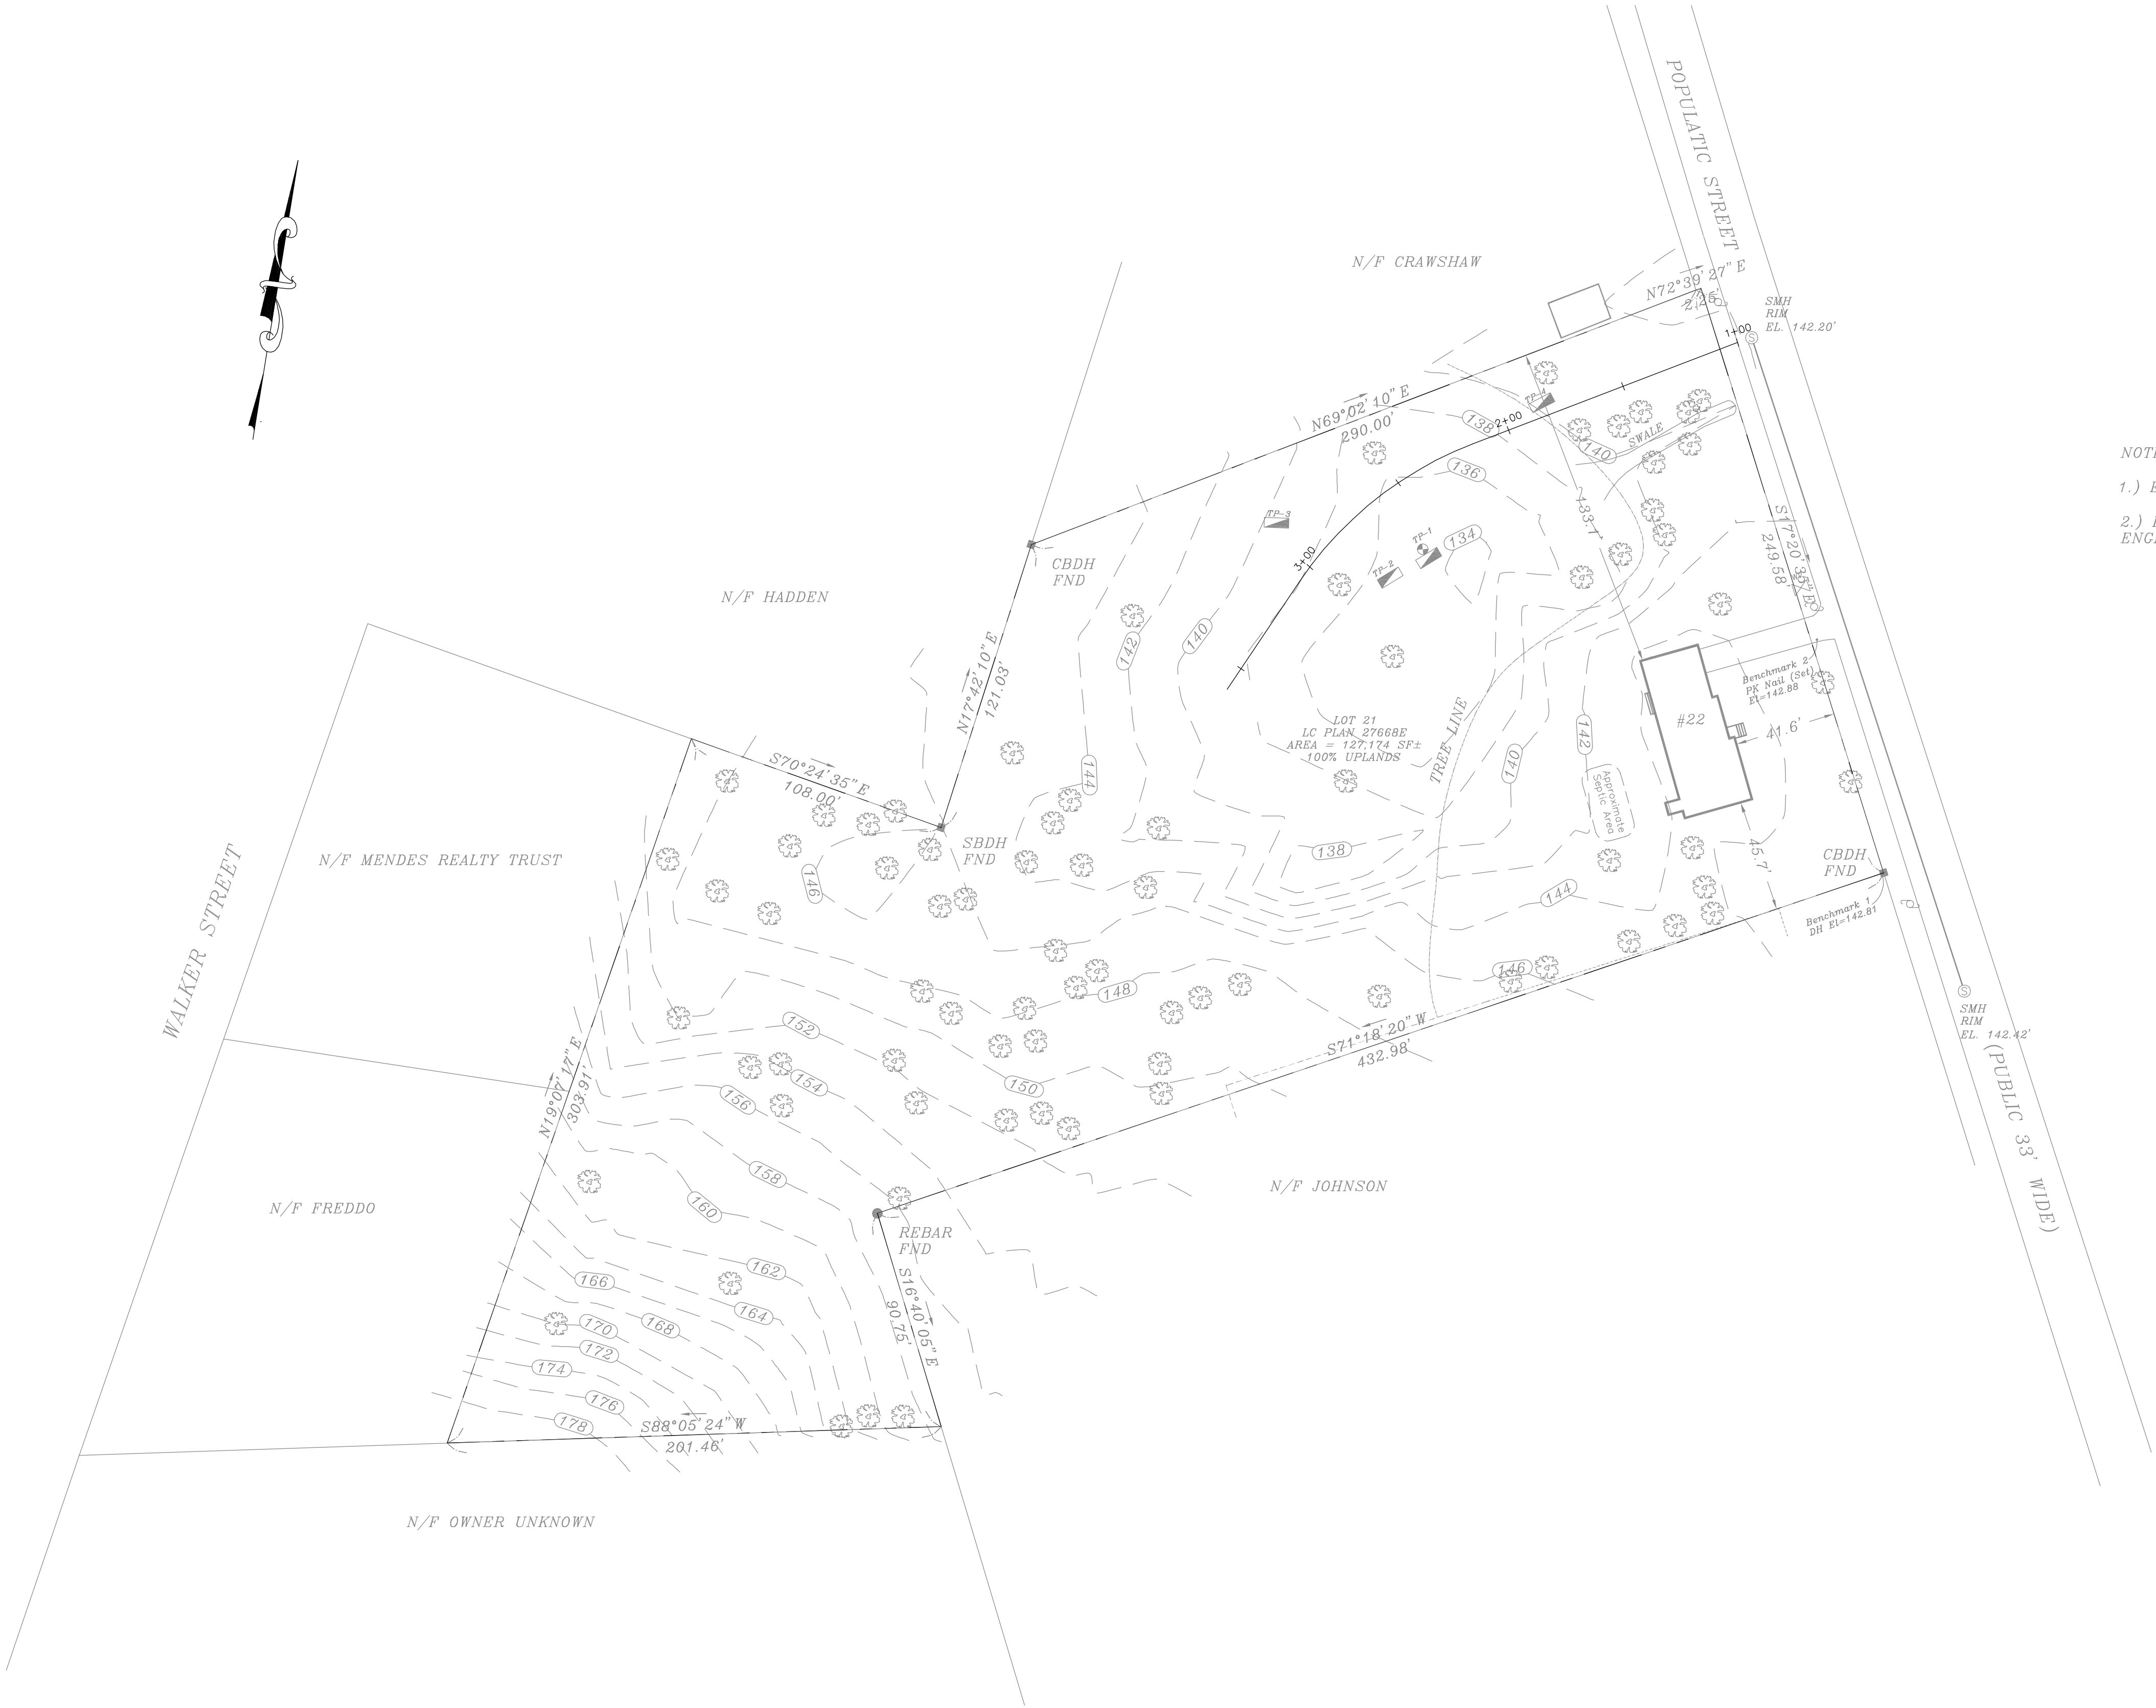 POPULATIC STREET
N/F CRAWSHAW
N72°39'27"E
2.25'
SMH
RIM
EL. 142.20'
1+00
N69°02'10"E
290.00'
TP-4
2+00
138
SWALE
140
NOT
1.) E
136
TP-3
133.7'
S17°20'35"E
249.58'
2.)
ENG
TP-1
134
3+00
TP-2
CBDH
FND
N/F HADDEN
142
140
N17°42'10"E
121.03'
Benchmark 2
PK Nail (Set)
El=142.88
LOT 21
LC PLAN 27668E
AREA = 127,174 SF±
100% UPLANDS
TREE LINE
140
142
#22
41.6'
144
Approximate
Septic Area
S70°24'35"E
108.00'
SBDH
FND
138
45.7'
CBDH
FND
N/F MENDES REALTY TRUST
WALKER STREET
146
144
Benchmark 1
DH El=142.81
146
148
152
S71°18'20"W
432.98'
SMH
RIM
EL. 142.42'
(PUBLIC 33' WIDE)
N19°07'17"E
303.91'
154
150
156
158
160
N/F JOHNSON
N/F FREDDO
REBAR
FND
162
166
164
S16°40'05"E
90.75'
170
168
172
174
176
178
S88°05'24"W
201.46'
N/F OWNER UNKNOWN